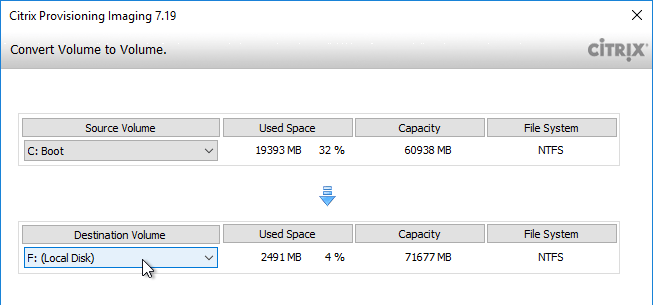 Citrix Provisioning Imaging 7.19
Convert Volume to Volume.
CITRIX
Source Volume Used Space Capacity File System
C: Boot 19393 MB 32 % 60938 MB NTFS
Destination Volume Used Space Capacity File System
F: (Local Disk) 2491 MB 4 % 71677 MB NTFS